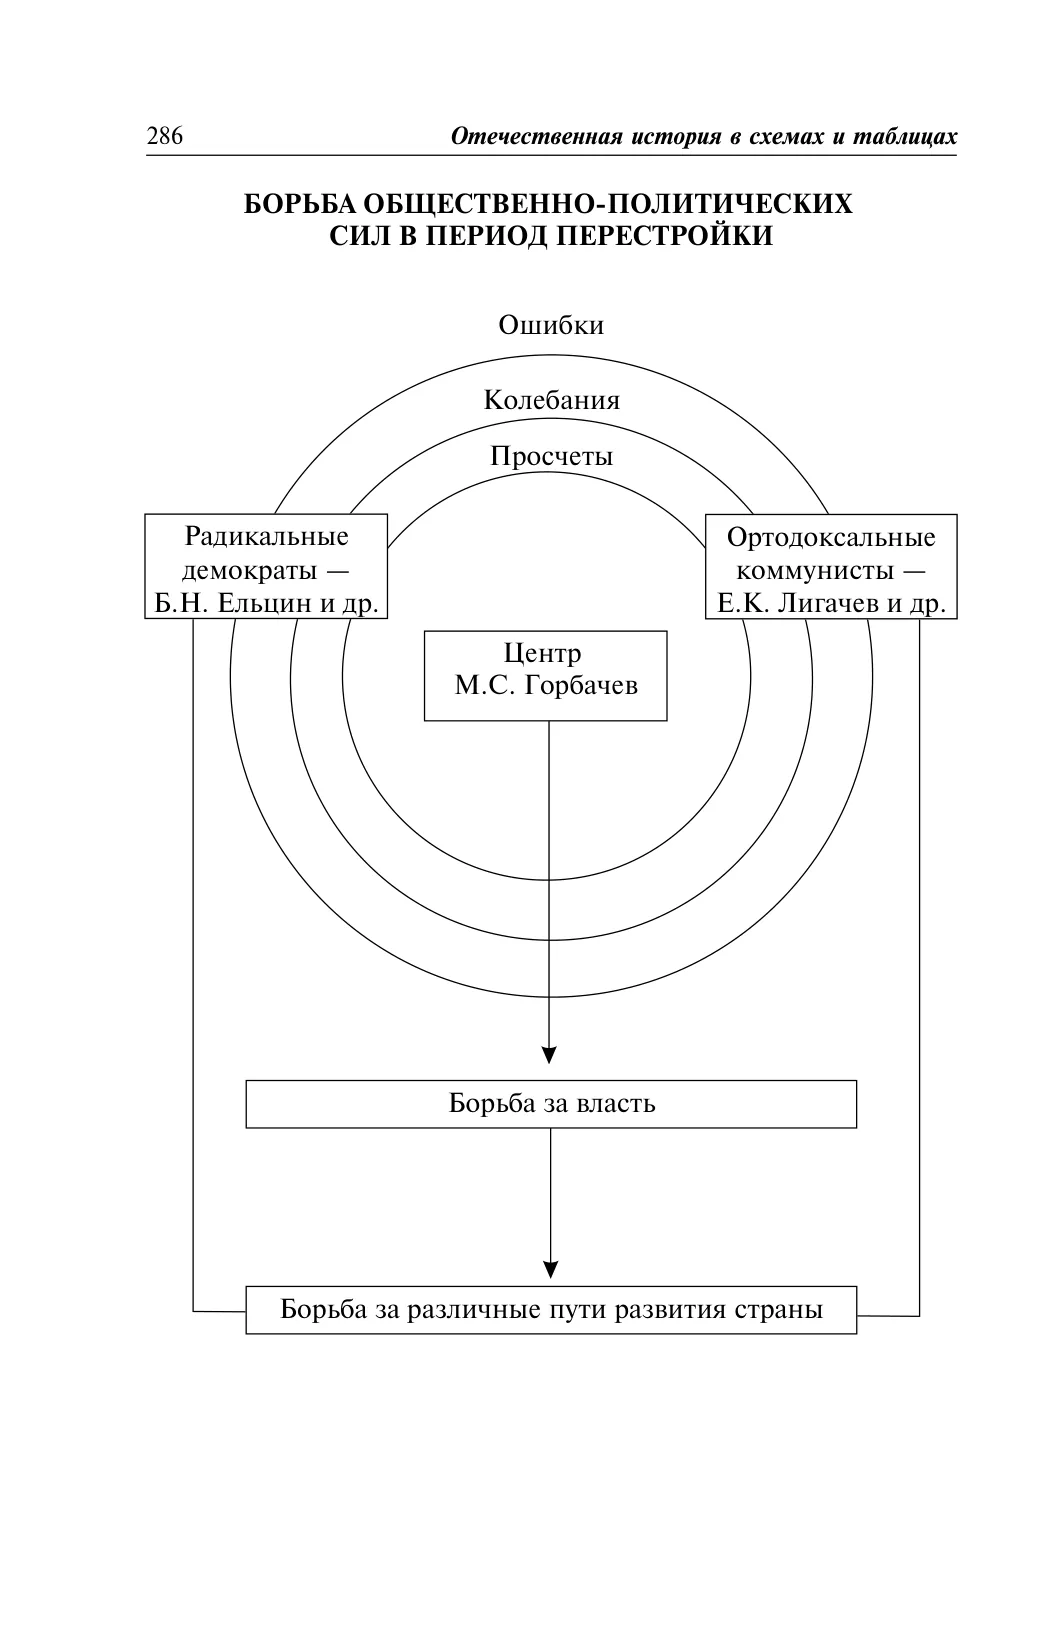 286
Отечественная история в схемах и таблицах
БОРЬБА ОБЩЕСТВЕННО-ПОЛИТИЧЕСКИХ
СИЛ В ПЕРИОД ПЕРЕСТРОЙКИ
Ошибки
Колебания
Просчеты
Радикальные
демократы —
Б.Н. Ельцин и др.
Ортодоксальные
коммунисты —
Е.К. Лигачев и др.
Центр
М.С. Горбачев
Борьба за власть
Борьба за различные пути развития страны